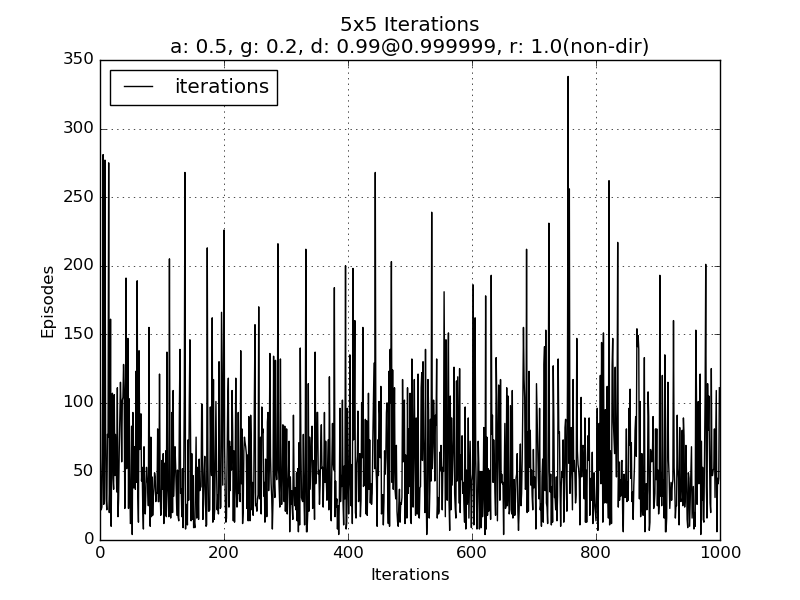 5x5 Iterations
a: 0.5, g: 0.2, d: 0.99@0.999999, r: 1.0(non-dir)
350
iterations
300
250
200
Episodes
150
100
50
0
0 200 400 600 800 1000
Iterations